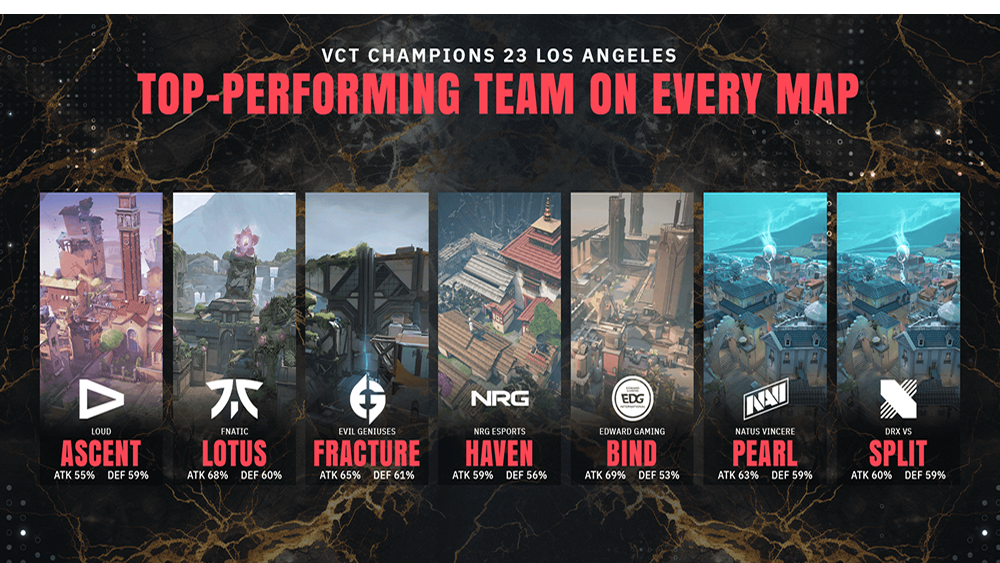 VCT CHAMPIONS 23 LOS ANGELES
TOP-PERFORMING TEAM ON EVERY MAP
LOUD
ASCENT
ATK 55% DEF 59%
FNATIC
LOTUS
ATK 68% DEF 60%
EVIL GENIUSES
FRACTURE
ATK 65% DEF 61%
NRG
NRG ESPORTS
HAVEN
ATK 59% DEF 56%
EDG
INTERNATIONAL
EDWARD GAMING
BIND
ATK 69% DEF 53%
NAVI
NATUS VINCERE
PEARL
ATK 63% DEF 59%
DRX VS
SPLIT
ATK 60% DEF 59%